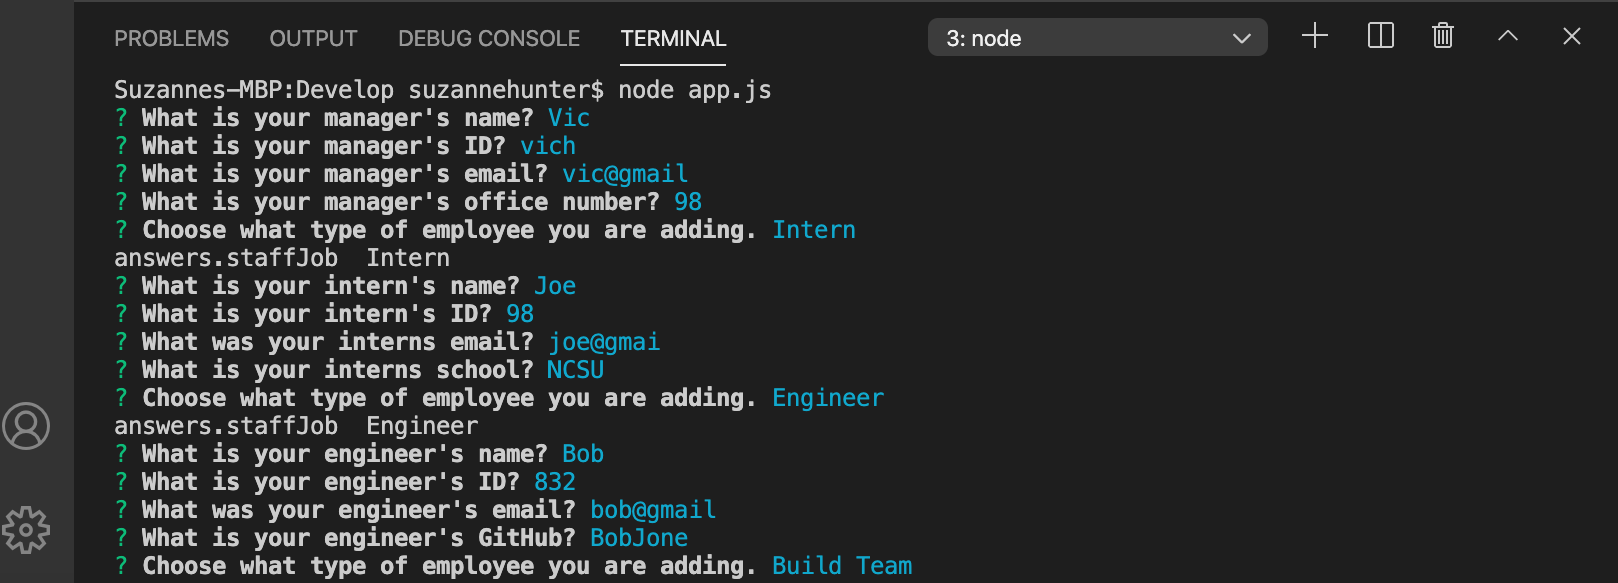 PROBLEMS OUTPUT DEBUG CONSOLE TERMINAL 3: node
Suzannes-MBP:Develop suzannehunter$ node app.js
? What is your manager's name? Vic
? What is your manager's ID? vich
? What is your manager's email? vic@gmail
? What is your manager's office number? 98
? Choose what type of employee you are adding. Intern
answers.staffJob  Intern
? What is your intern's name? Joe
? What is your intern's ID? 98
? What was your interns email? joe@gmai
? What is your interns school? NCSU
? Choose what type of employee you are adding. Engineer
answers.staffJob  Engineer
? What is your engineer's name? Bob
? What is your engineer's ID? 832
? What was your engineer's email? bob@gmail
? What is your engineer's GitHub? BobJone
? Choose what type of employee you are adding. Build Team